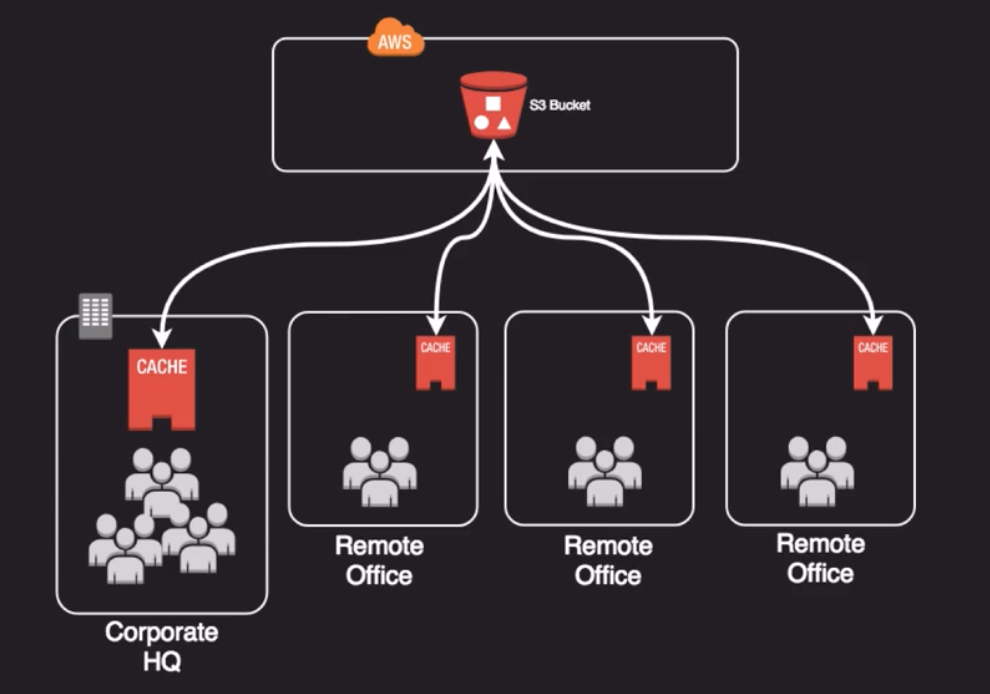 AWS
S3 Bucket
CACHE
CACHE
CACHE
CACHE
Remote
Office
Remote
Office
Remote
Office
Corporate
HQ